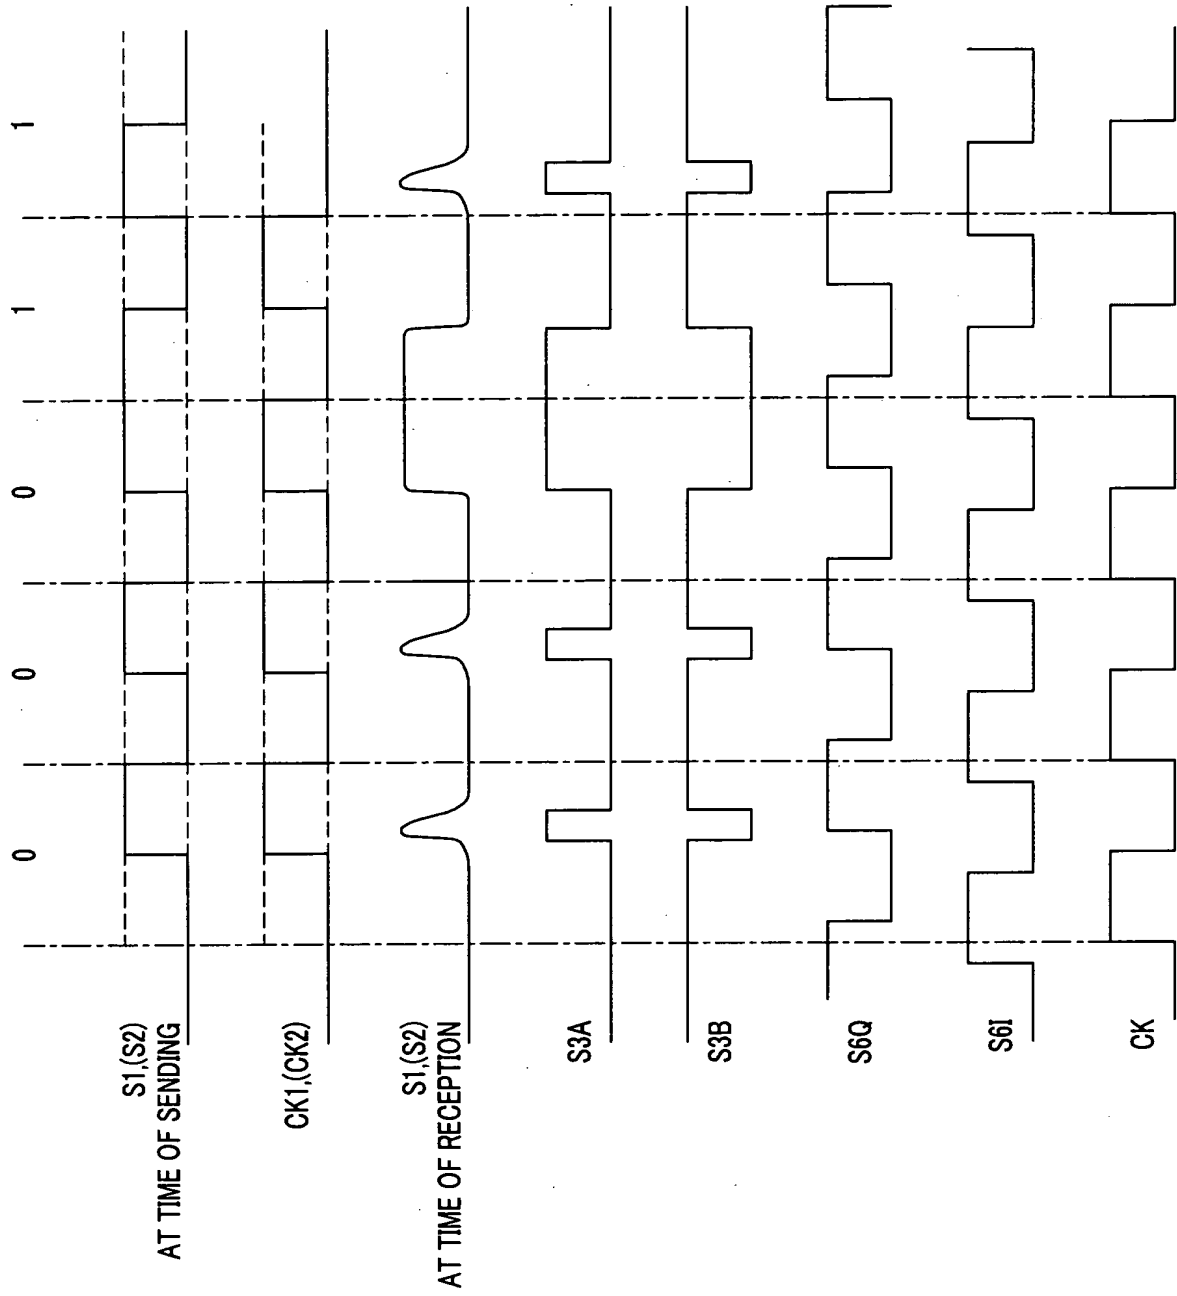 0 0 0 1 1
S1,(S2)
AT TIME OF SENDING
CK1,(CK2)
S1,(S2)
AT TIME OF RECEPTION
S3A
S3B
S6Q
S6I
CK